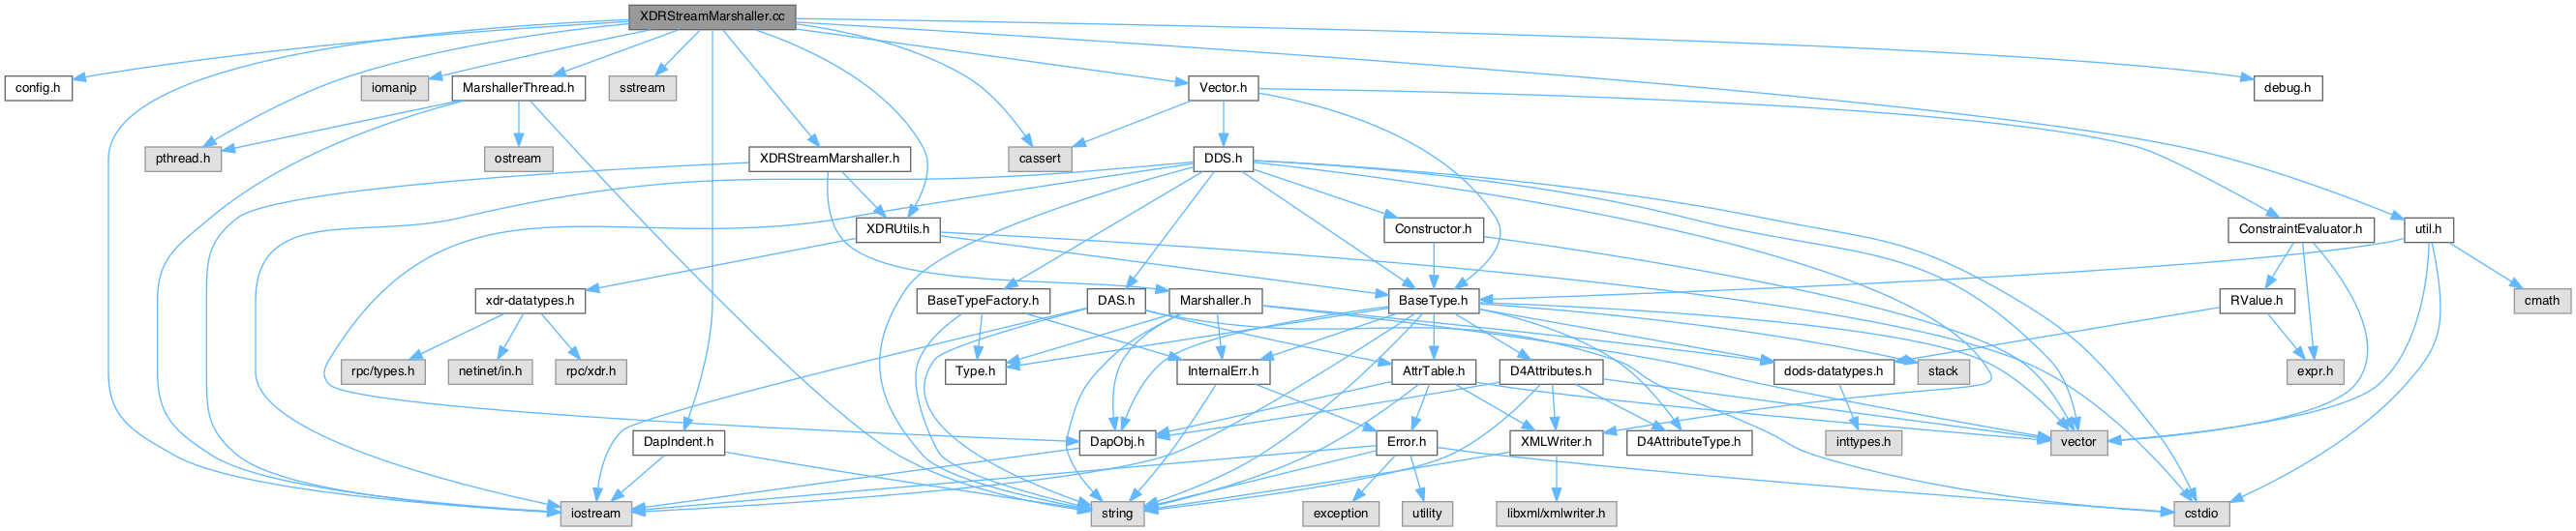 XDRStreamMarshaller.cc
config.h
iomanip
MarshallerThread.h
sstream
Vector.h
debug.h
pthread.h
ostream
XDRStreamMarshaller.h
cassert
DDS.h
XDRUtils.h
Constructor.h
ConstraintEvaluator.h
util.h
xdr-datatypes.h
BaseTypeFactory.h
DAS.h
Marshaller.h
BaseType.h
RValue.h
cmath
rpc/types.h
netinet/in.h
rpc/xdr.h
Type.h
InternalErr.h
AttrTable.h
D4Attributes.h
dods-datatypes.h
stack
expr.h
DapIndent.h
DapObj.h
Error.h
XMLWriter.h
D4AttributeType.h
inttypes.h
vector
iostream
string
exception
utility
libxml/xmlwriter.h
cstdio